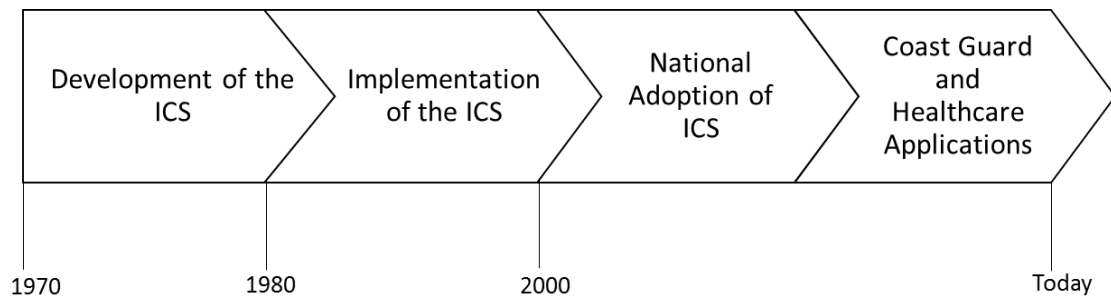 Development of the
ICS
Implementation
of the ICS
National
Adoption of
ICS
Coast Guard
and
Healthcare
Applications
1970
1980
2000
Today